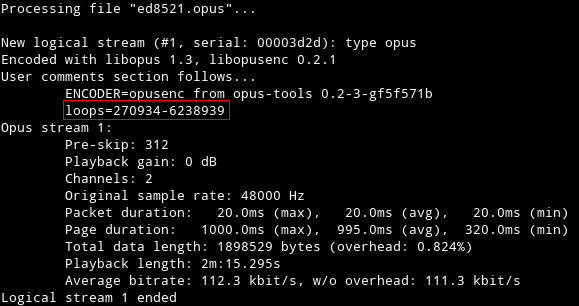 Processing file "ed8521.opus"...
New logical stream (#1, serial: 00003d2d): type opus
Encoded with libopus 1.3, libopusenc 0.2.1
User comments section follows...
ENCODER=opusenc from opus-tools 0.2-3-gf5f571b
loops=270934-6238939
Opus stream 1:
Pre-skip: 312
Playback gain: 0 dB
Channels: 2
Original sample rate: 48000 Hz
Packet duration:   20.0ms (max),   20.0ms (avg),   20.0ms (min)
Page duration:   1000.0ms (max),  995.0ms (avg),  320.0ms (min)
Total data length: 1898529 bytes (overhead: 0.824%)
Playback length: 2m:15.295s
Average bitrate: 112.3 kbit/s, w/o overhead: 111.3 kbit/s
Logical stream 1 ended